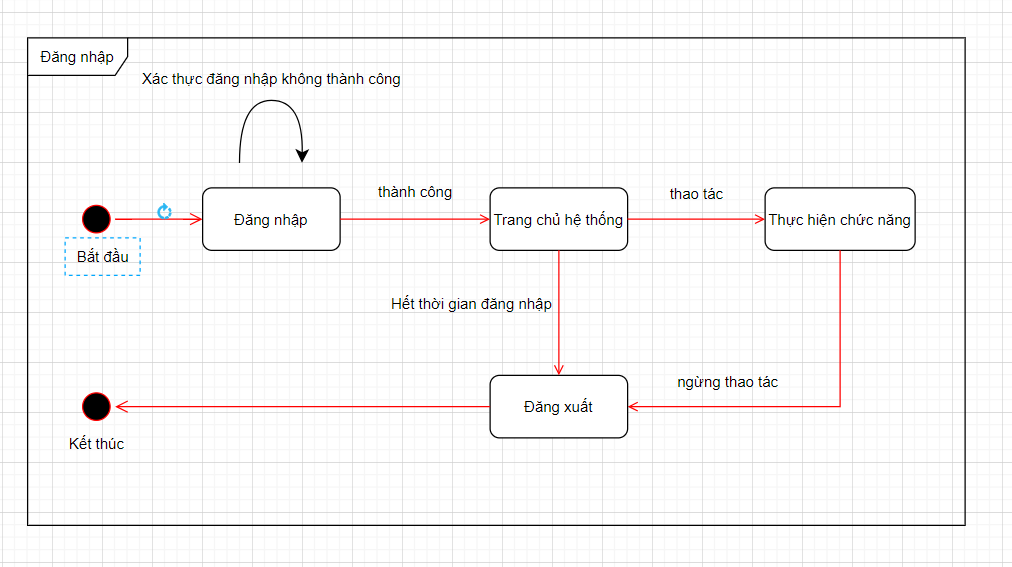 Đăng nhập
Xác thực đăng nhập không thành công
thành công
thao tác
Đăng nhập
Trang chủ hệ thống
Thực hiện chức năng
Bắt đầu
Hết thời gian đăng nhập
ngừng thao tác
Đăng xuất
Kết thúc